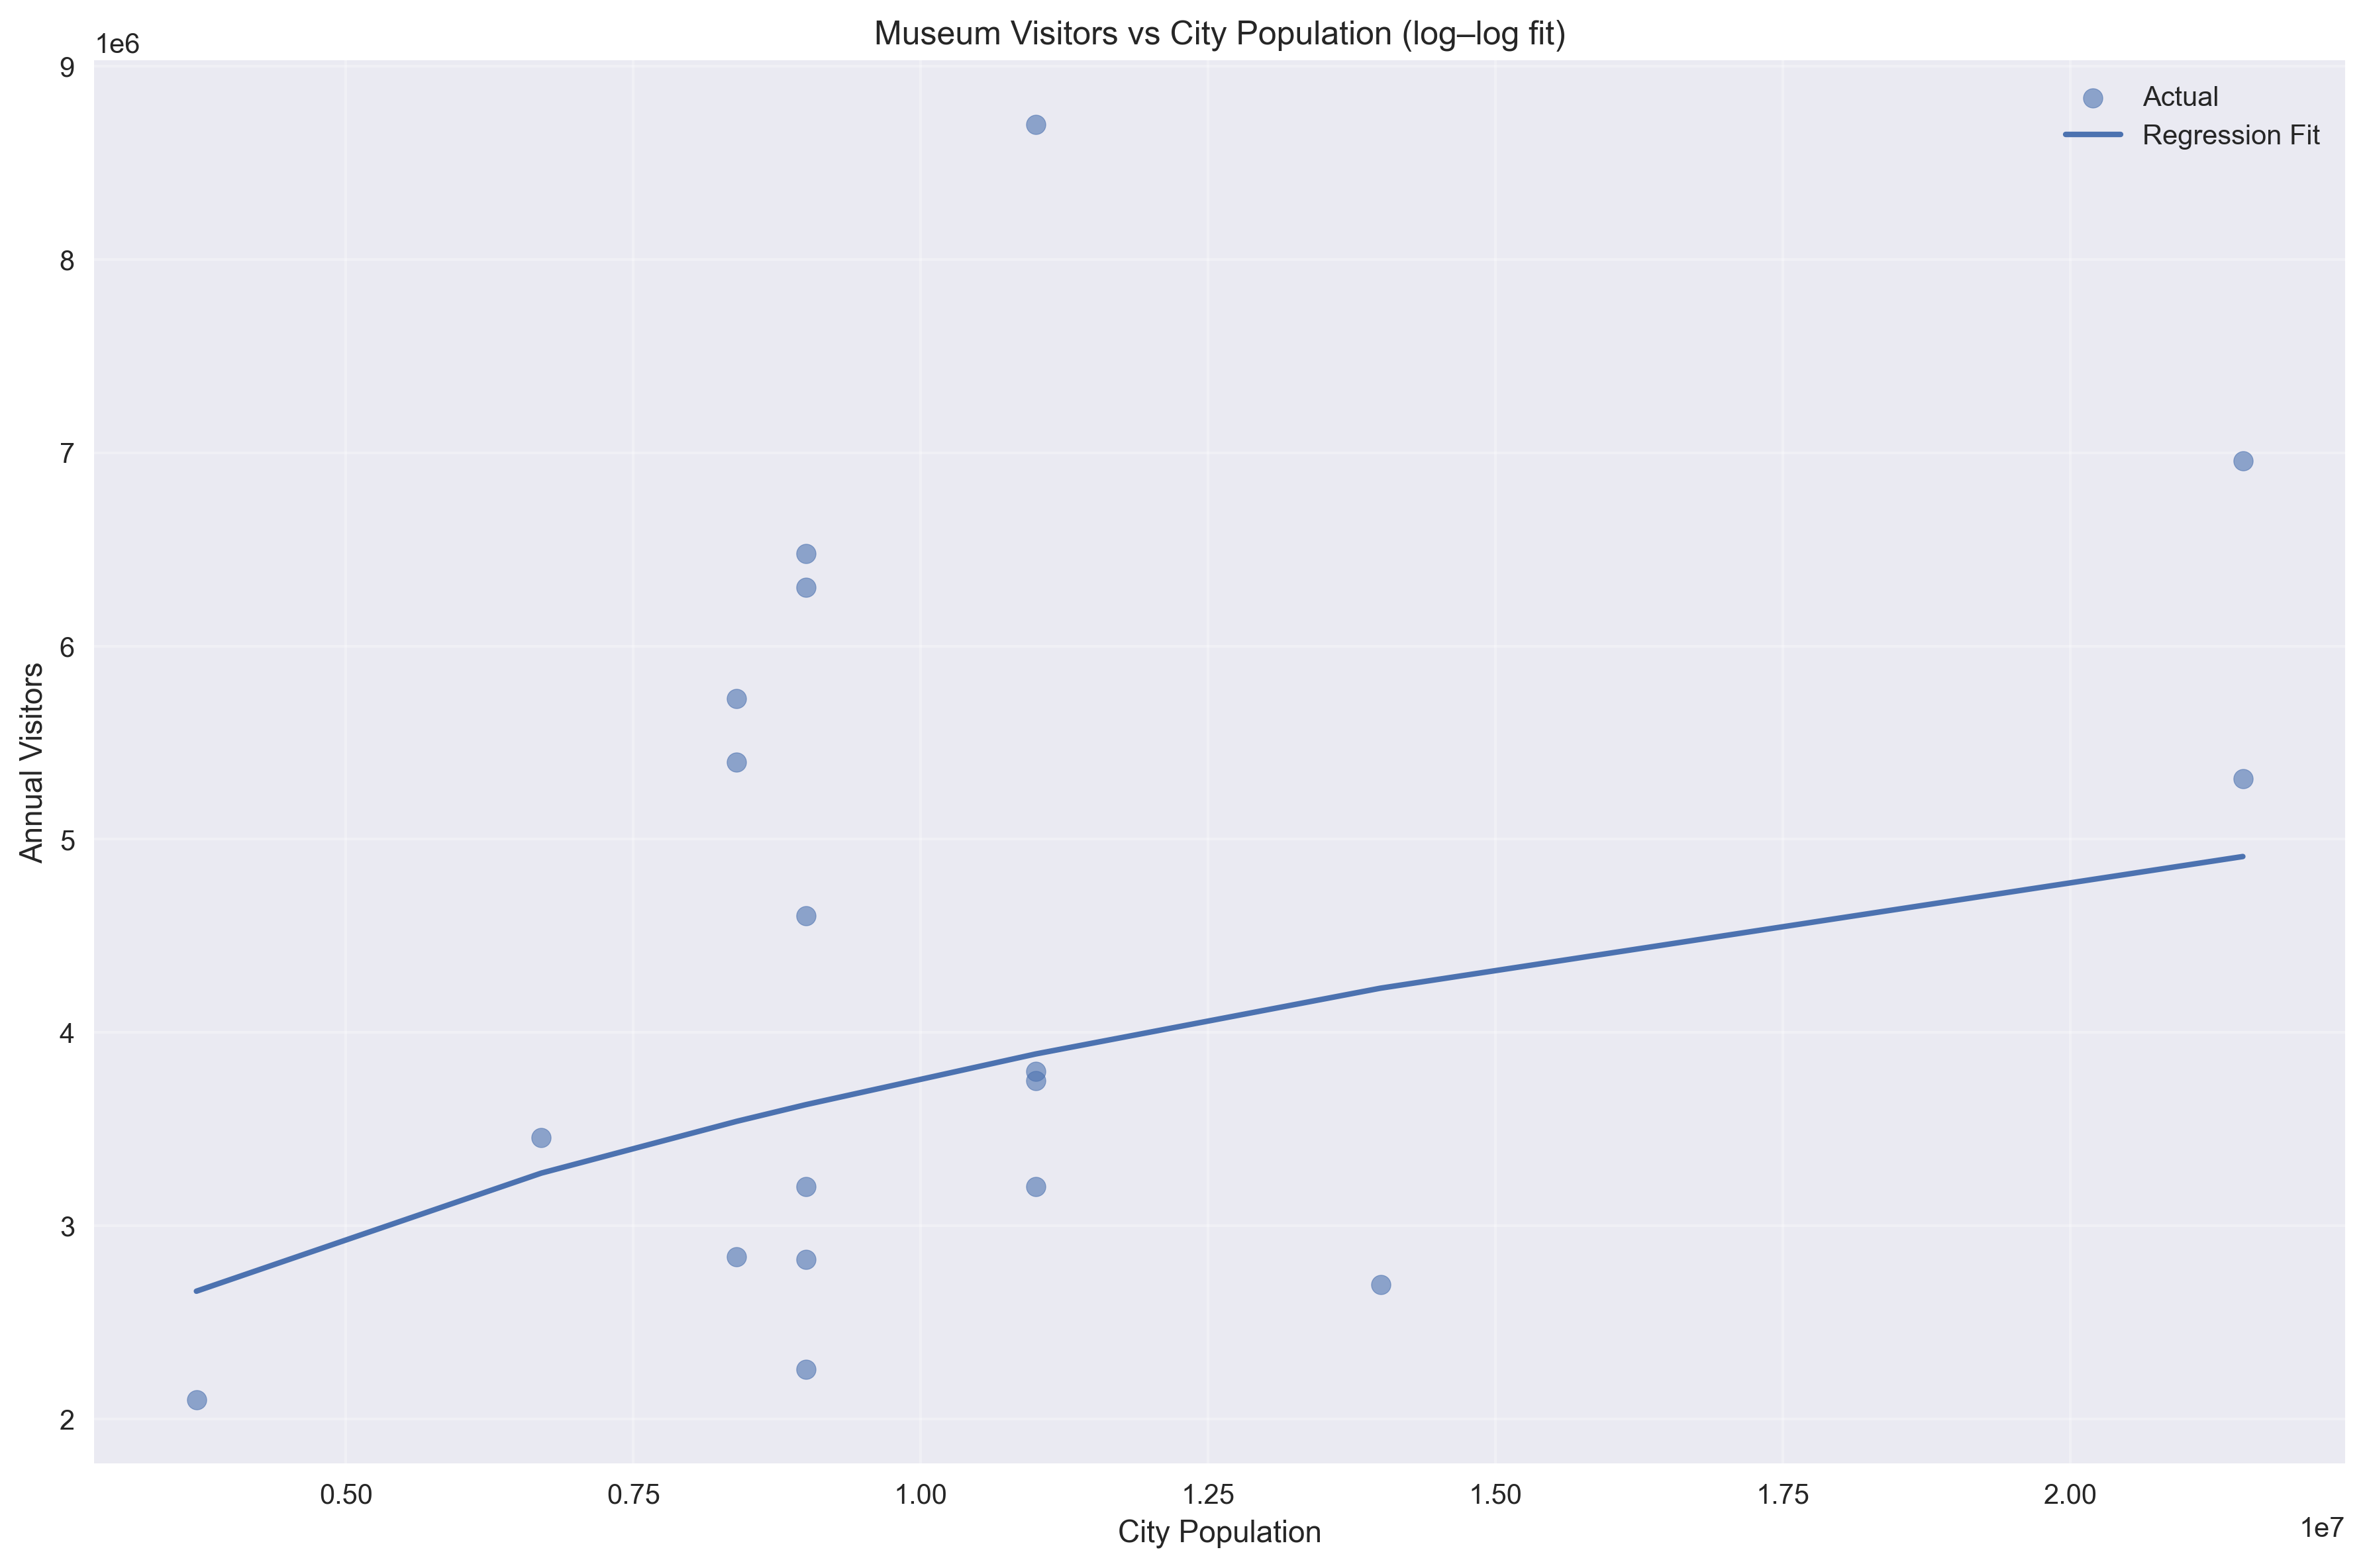 Museum Visitors vs City Population (log–log fit)
1e6
9
8
7
6
5
4
3
2
Annual Visitors
Actual
Regression Fit
0.50 0.75 1.00 1.25 1.50 1.75 2.00
1e7
City Population